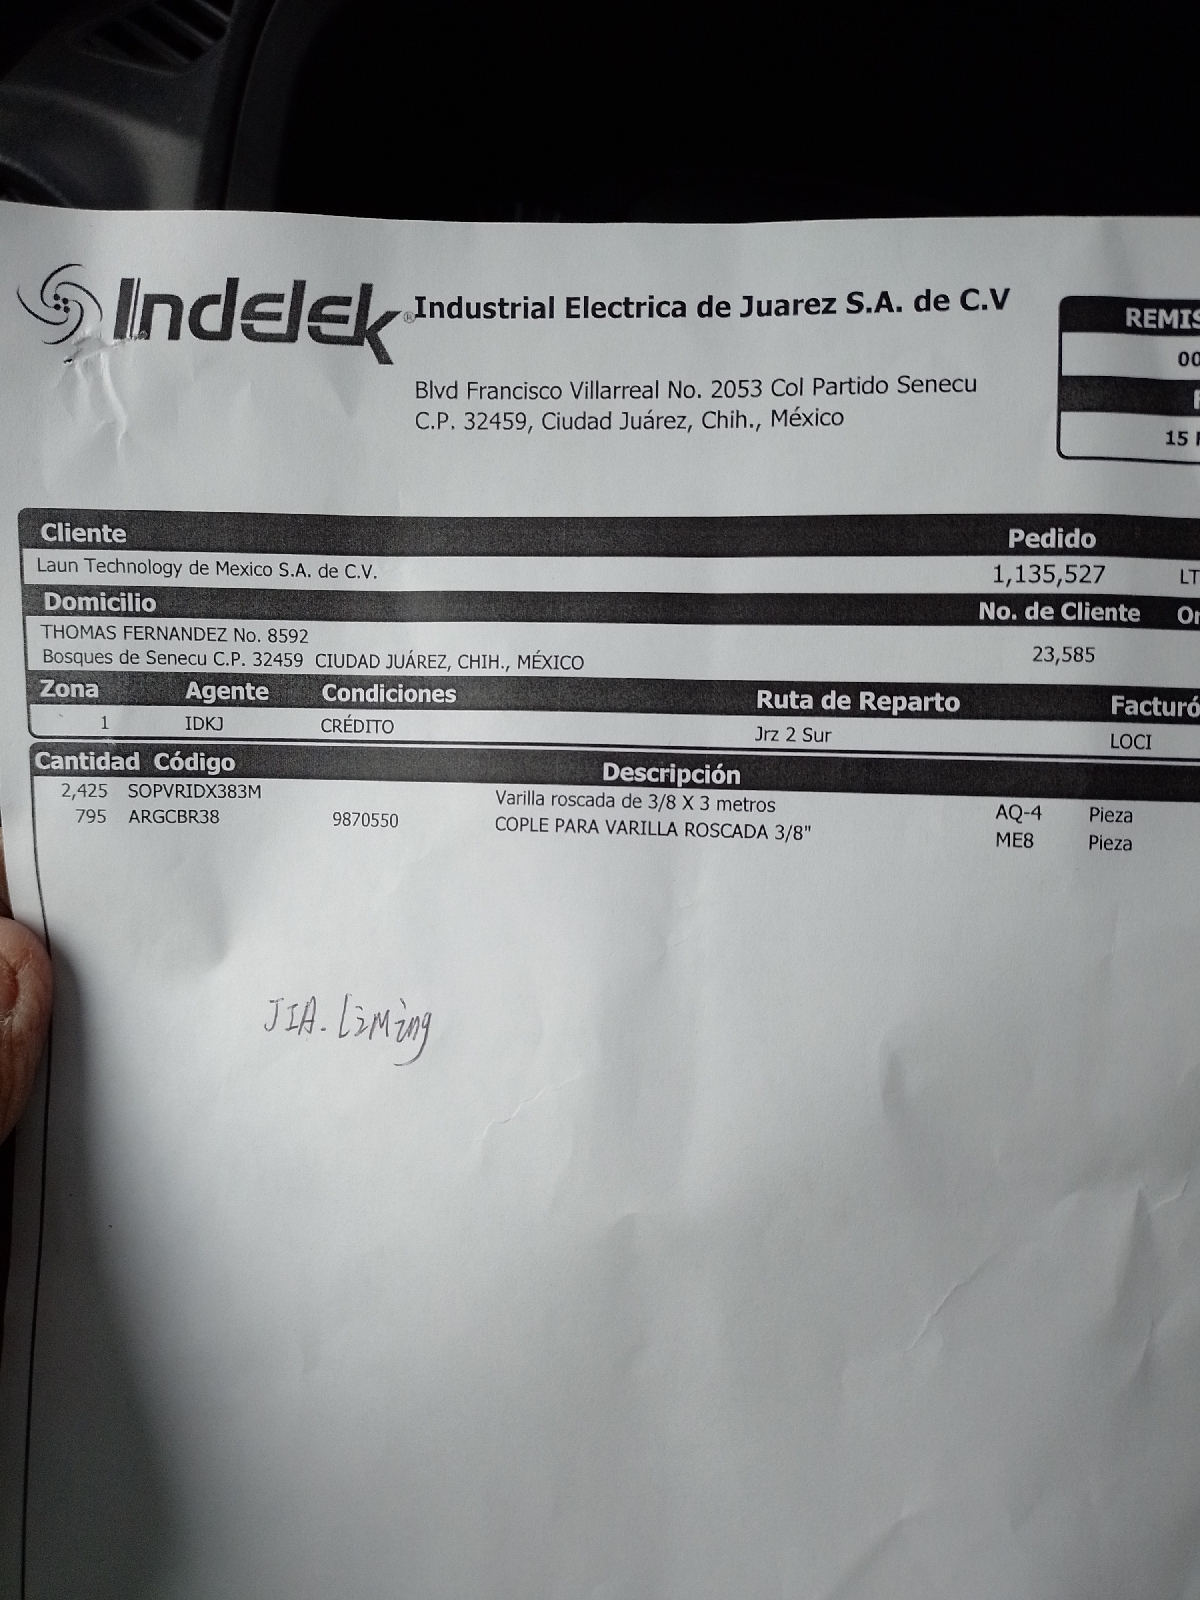 Indelek® Industrial Electrica de Juarez S.A. de C.V
REMIS
00
Blvd Francisco Villarreal No. 2053 Col Partido Senecu
C.P. 32459, Ciudad Juárez, Chih., México
15
Cliente Pedido
Laun Technology de Mexico S.A. de C.V. 1,135,527 LT
Domicilio No. de Cliente Or
THOMAS FERNANDEZ No. 8592
Bosques de Senecu C.P. 32459 CIUDAD JUÁREZ, CHIH., MÉXICO 23,585
Zona Agente Condiciones Ruta de Reparto Facturó
1 IDKJ CRÉDITO Jrz 2 Sur LOCI
Cantidad Código Descripción
2,425 SOPVRIDX383M Varilla roscada de 3/8 X 3 metros AQ-4 Pieza
795 ARGCBR38 9870550 COPLE PARA VARILLA ROSCADA 3/8" ME8 Pieza
JIA. LiMing